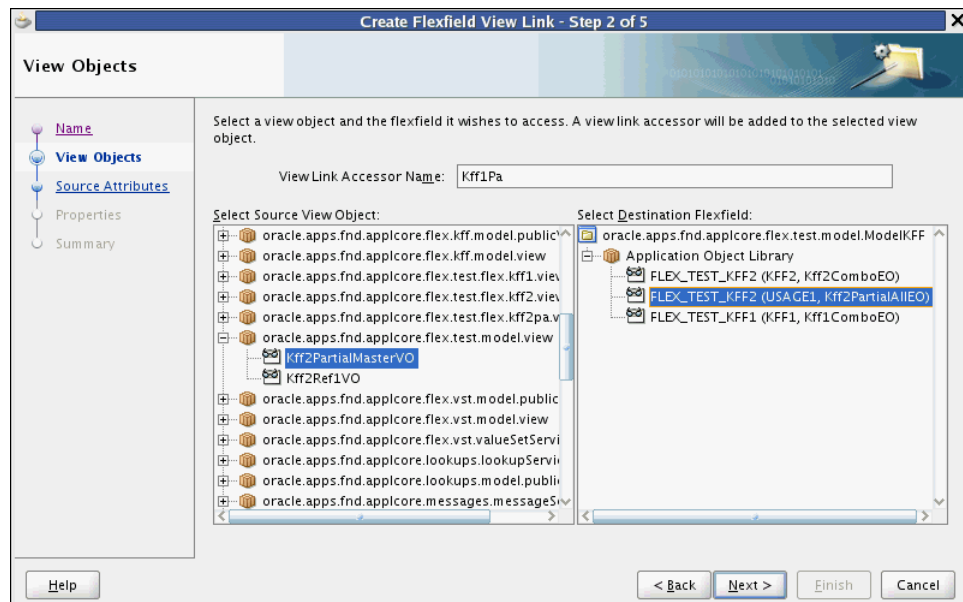 Create Flexfield View Link - Step 2 of 5
View Objects
Name
View Objects
Source Attributes
Properties
Summary
Select a view object and the flexfield it wishes to access. A view link accessor will be added to the selected view
object.
View Link Accessor Name: Kff1Pa
Select Source View Object:
oracle.apps.fnd.applcore.flex.kff.model.public
oracle.apps.fnd.applcore.flex.kff.model.view
oracle.apps.fnd.applcore.flex.test.flex.kff1.view
oracle.apps.fnd.applcore.flex.test.flex.kff2.view
oracle.apps.fnd.applcore.flex.test.flex.kff2pa.v
oracle.apps.fnd.applcore.flex.test.model.view
Kff2PartialMasterVO
Kff2Ref1VO
oracle.apps.fnd.applcore.flex.vst.model.public
oracle.apps.fnd.applcore.flex.vst.model.view
oracle.apps.fnd.applcore.flex.vst.valueSetServi
oracle.apps.fnd.applcore.lookups.lookupServi
oracle.apps.fnd.applcore.lookups.model.publi
oracle.apps.fnd.applcore.messages.messageS
Select Destination Flexfield:
oracle.apps.fnd.applcore.flex.test.model.ModelKFF
Application Object Library
FLEX_TEST_KFF2 (KFF2, Kff2ComboEO)
FLEX_TEST_KFF2 (USAGE1, Kff2PartialAllEO)
FLEX_TEST_KFF1 (KFF1, Kff1ComboEO)
Help
< Back
Next >
Finish
Cancel